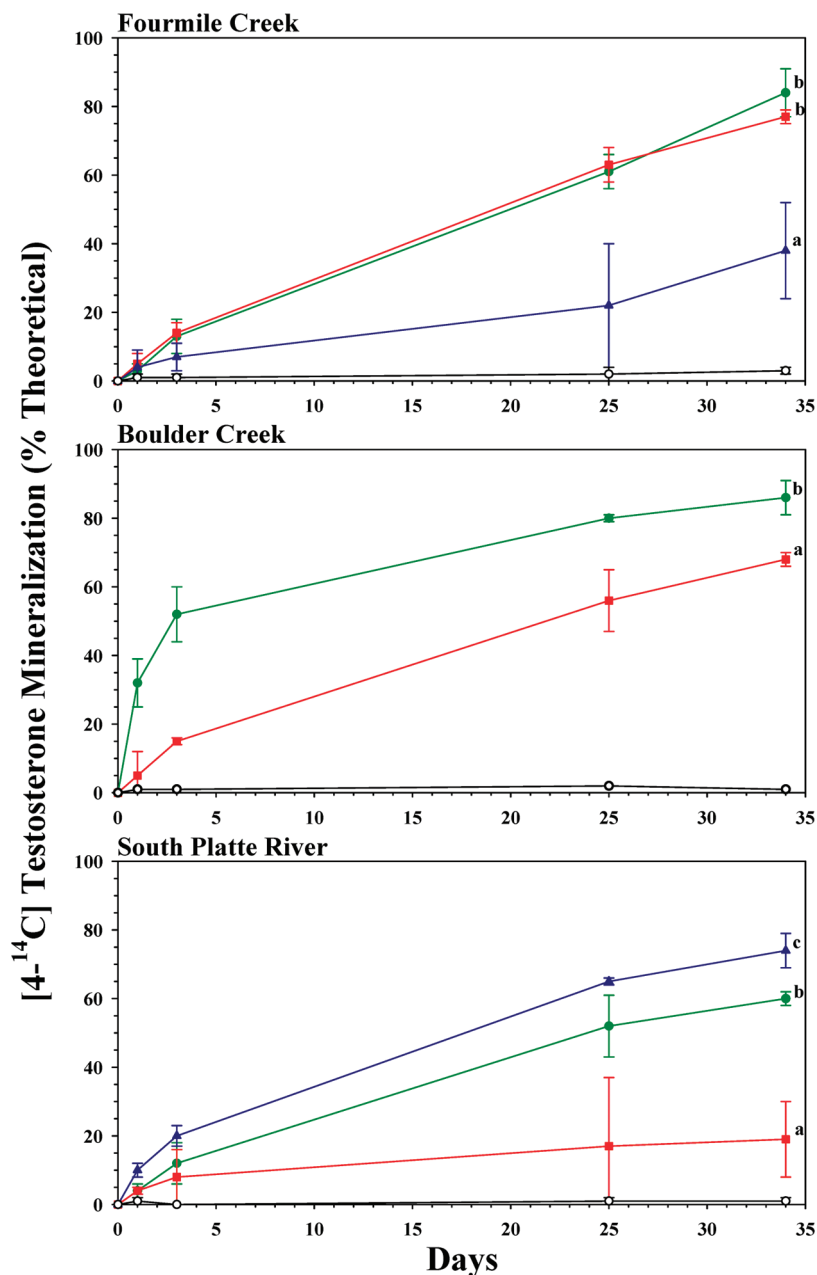 Fourmile Creek
100
80
60
40
20
0
0 5 10 15 20 25 30 35
b
b
a
Boulder Creek
100
80
60
40
20
0
0 5 10 15 20 25 30 35
b
a
South Platte River
100
80
60
40
20
0
0 5 10 15 20 25 30 35
c
b
a
[4-¹⁴C] Testosterone Mineralization (% Theoretical)
Days